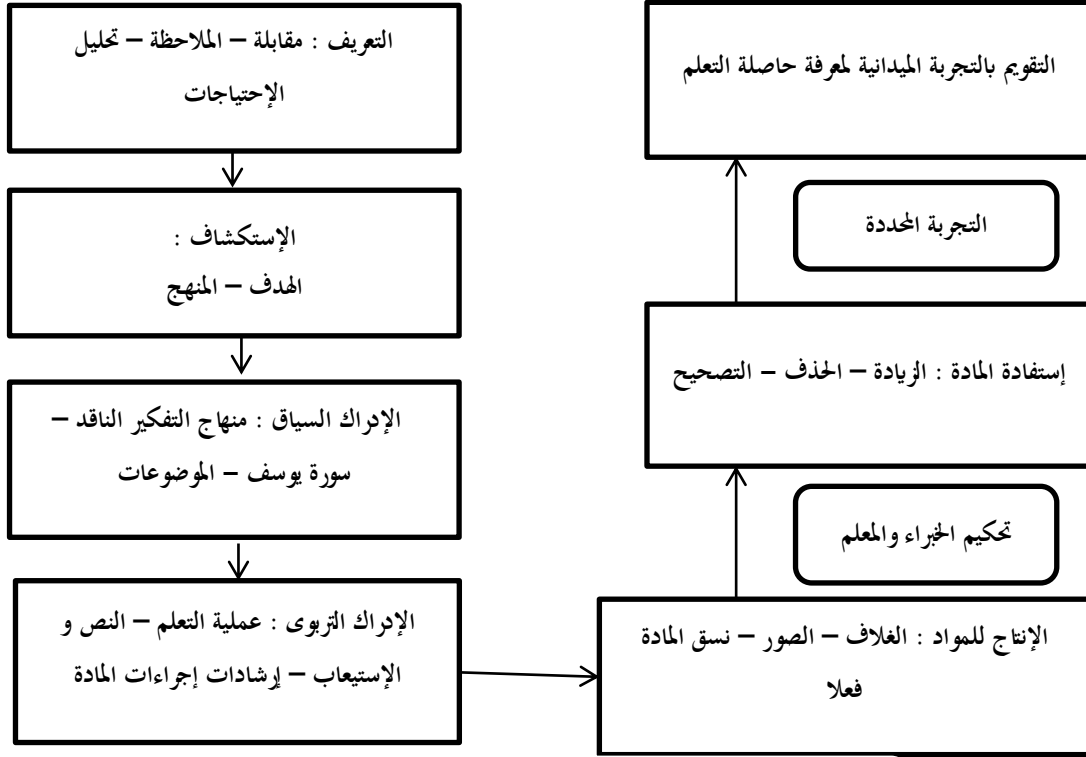 التعريف : مقابلة – الملاحظة – تحليل
الإحتياجات
الإستكشاف :
الهدف – المنهج
الإدراك السياق : منهاج التفكير الناقد –
سورة يوسف – الموضوعات
الإدراك التربوى : عملية التعلم – النص و
الإستيعاب – إرشادات إجراءات المادة
الإنتاج للمواد : الغلاف – الصور – نسق المادة
فعلا
تحكيم الخبراء والمعلم
إستفادة المادة : الزيادة – الحذف – التصحيح
التجربة المحددة
التقويم بالتجربة الميدانية لمعرفة حاصلة التعلم